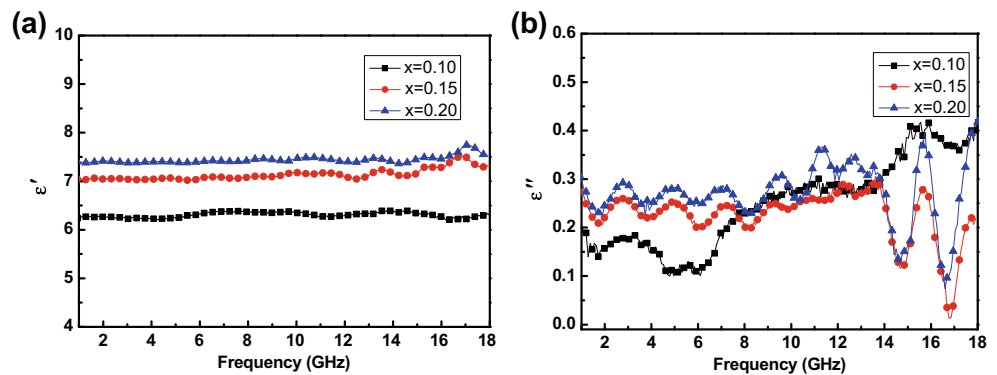 (a)
10
9
8
7
6
5
4
ε′
x=0.10
x=0.15
x=0.20
2 4 6 8 10 12 14 16 18
Frequency (GHz)
(b)
0.6
0.5
0.4
0.3
0.2
0.1
0.0
ε″
x=0.10
x=0.15
x=0.20
2 4 6 8 10 12 14 16 18
Frequency (GHz)